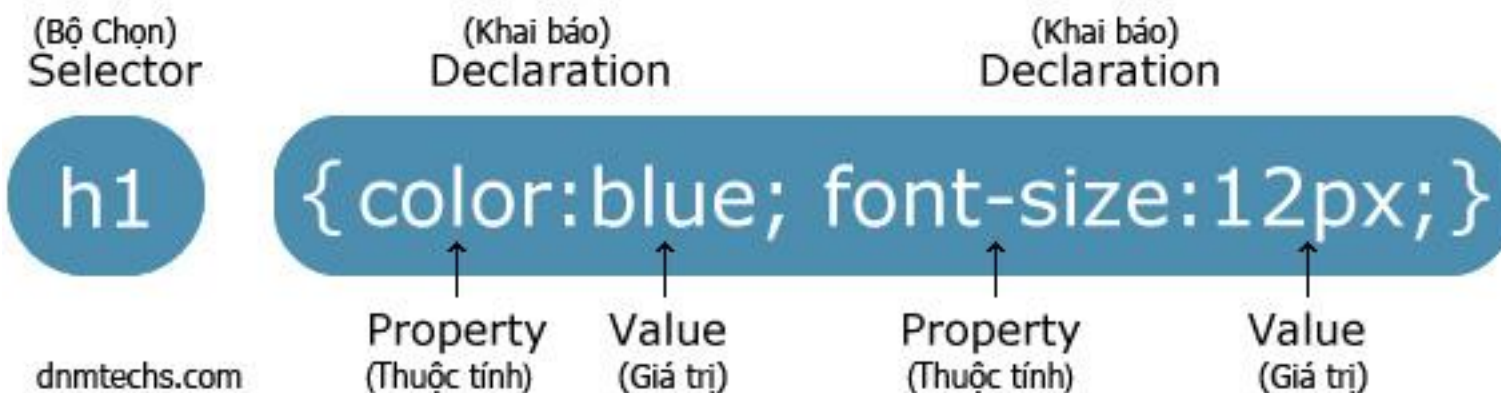 (Bộ Chọn) (Khai báo) (Khai báo)
Selector Declaration Declaration
h1 {color:blue; font-size:12px;}
Property Value Property Value
dnmtechs.com (Thuộc tính) (Giá trị) (Thuộc tính) (Giá trị)